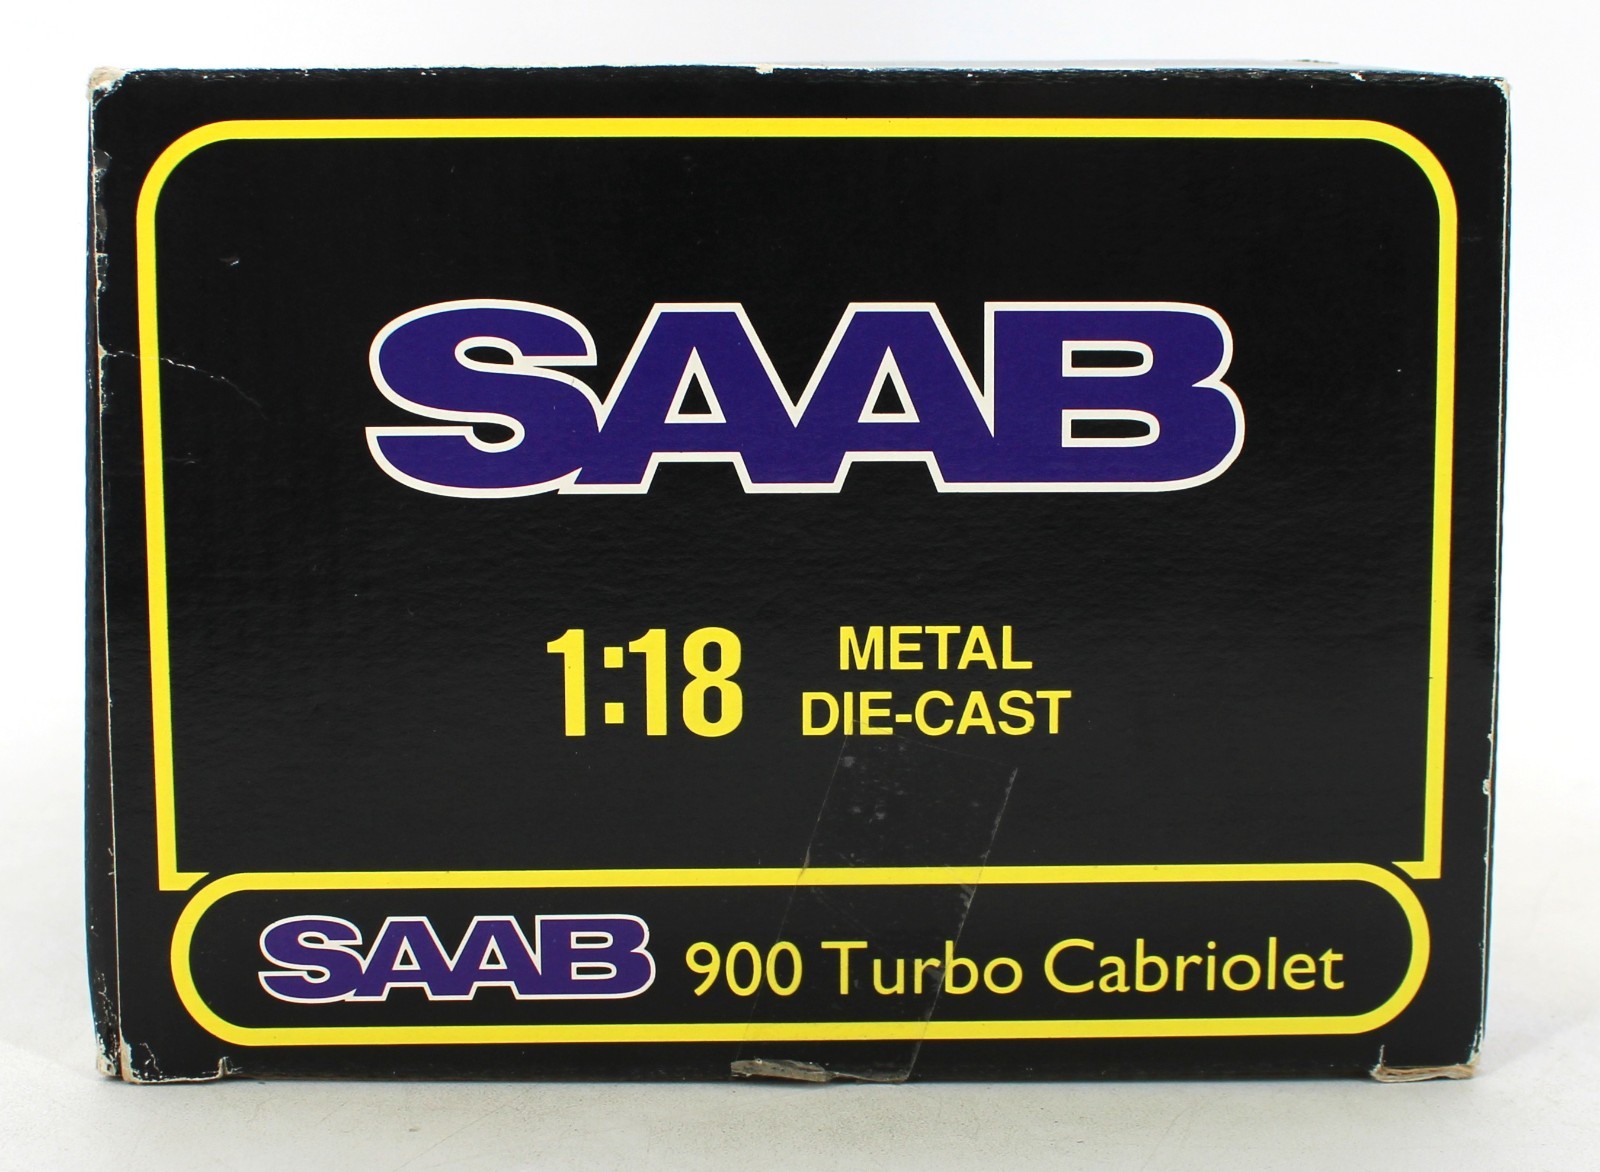 SAAB
1:18 METAL
DIE-CAST
SAAB 900 Turbo Cabriolet